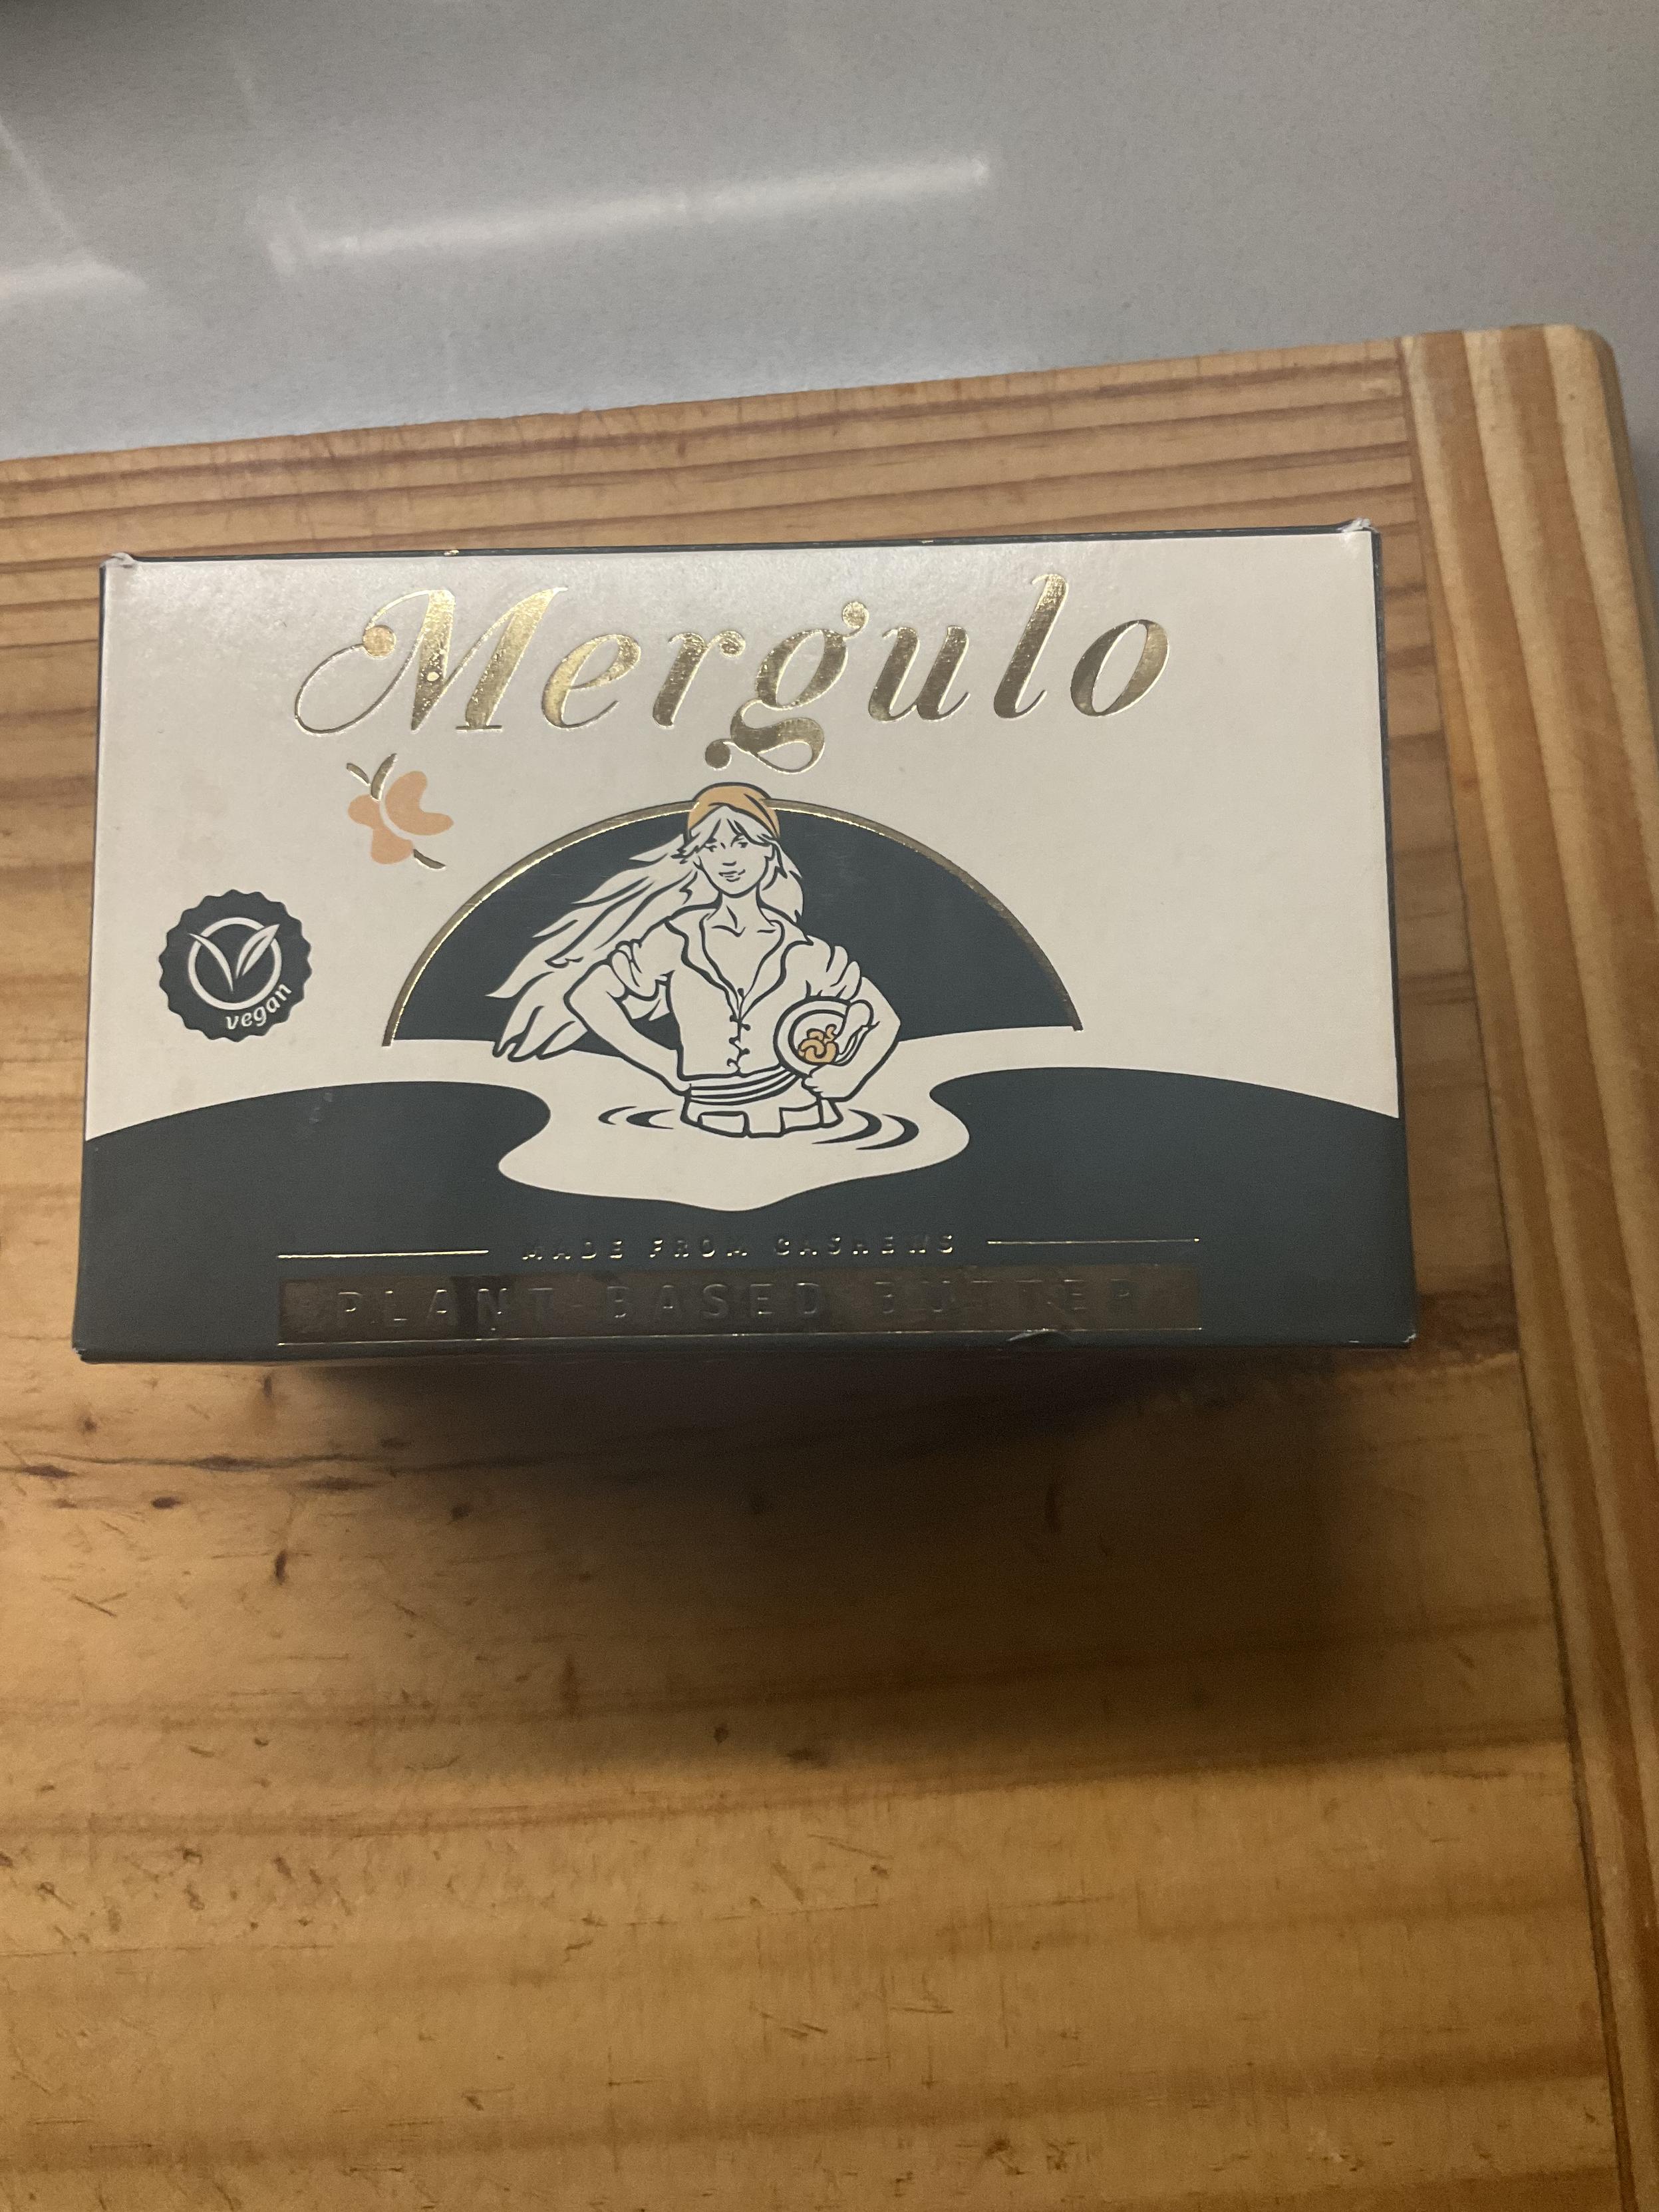 Mergulo
vegan
MADE FROM CASHEWS
PLANT-BASED BUTTER